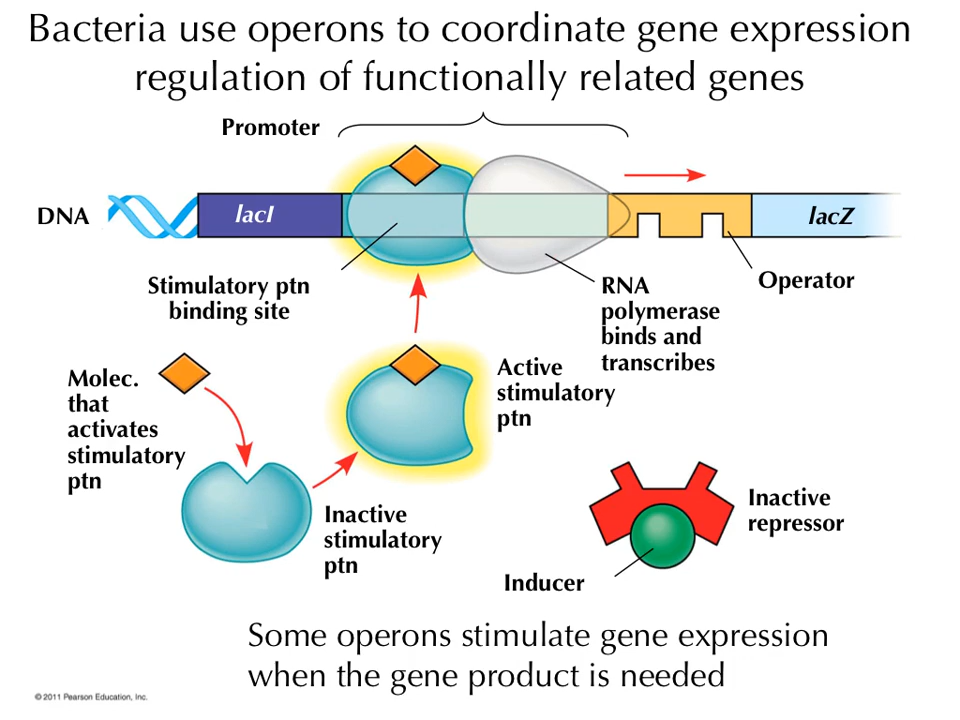 Bacteria use operons to coordinate gene expression
regulation of functionally related genes
Promoter
DNA
lacI
lacZ
Stimulatory ptn
binding site
RNA
polymerase
binds and
transcribes
Operator
Molec.
that
activates
stimulatory
ptn
Active
stimulatory
ptn
Inactive
stimulatory
ptn
Inactive
repressor
Inducer
Some operons stimulate gene expression
when the gene product is needed
© 2011 Pearson Education, Inc.